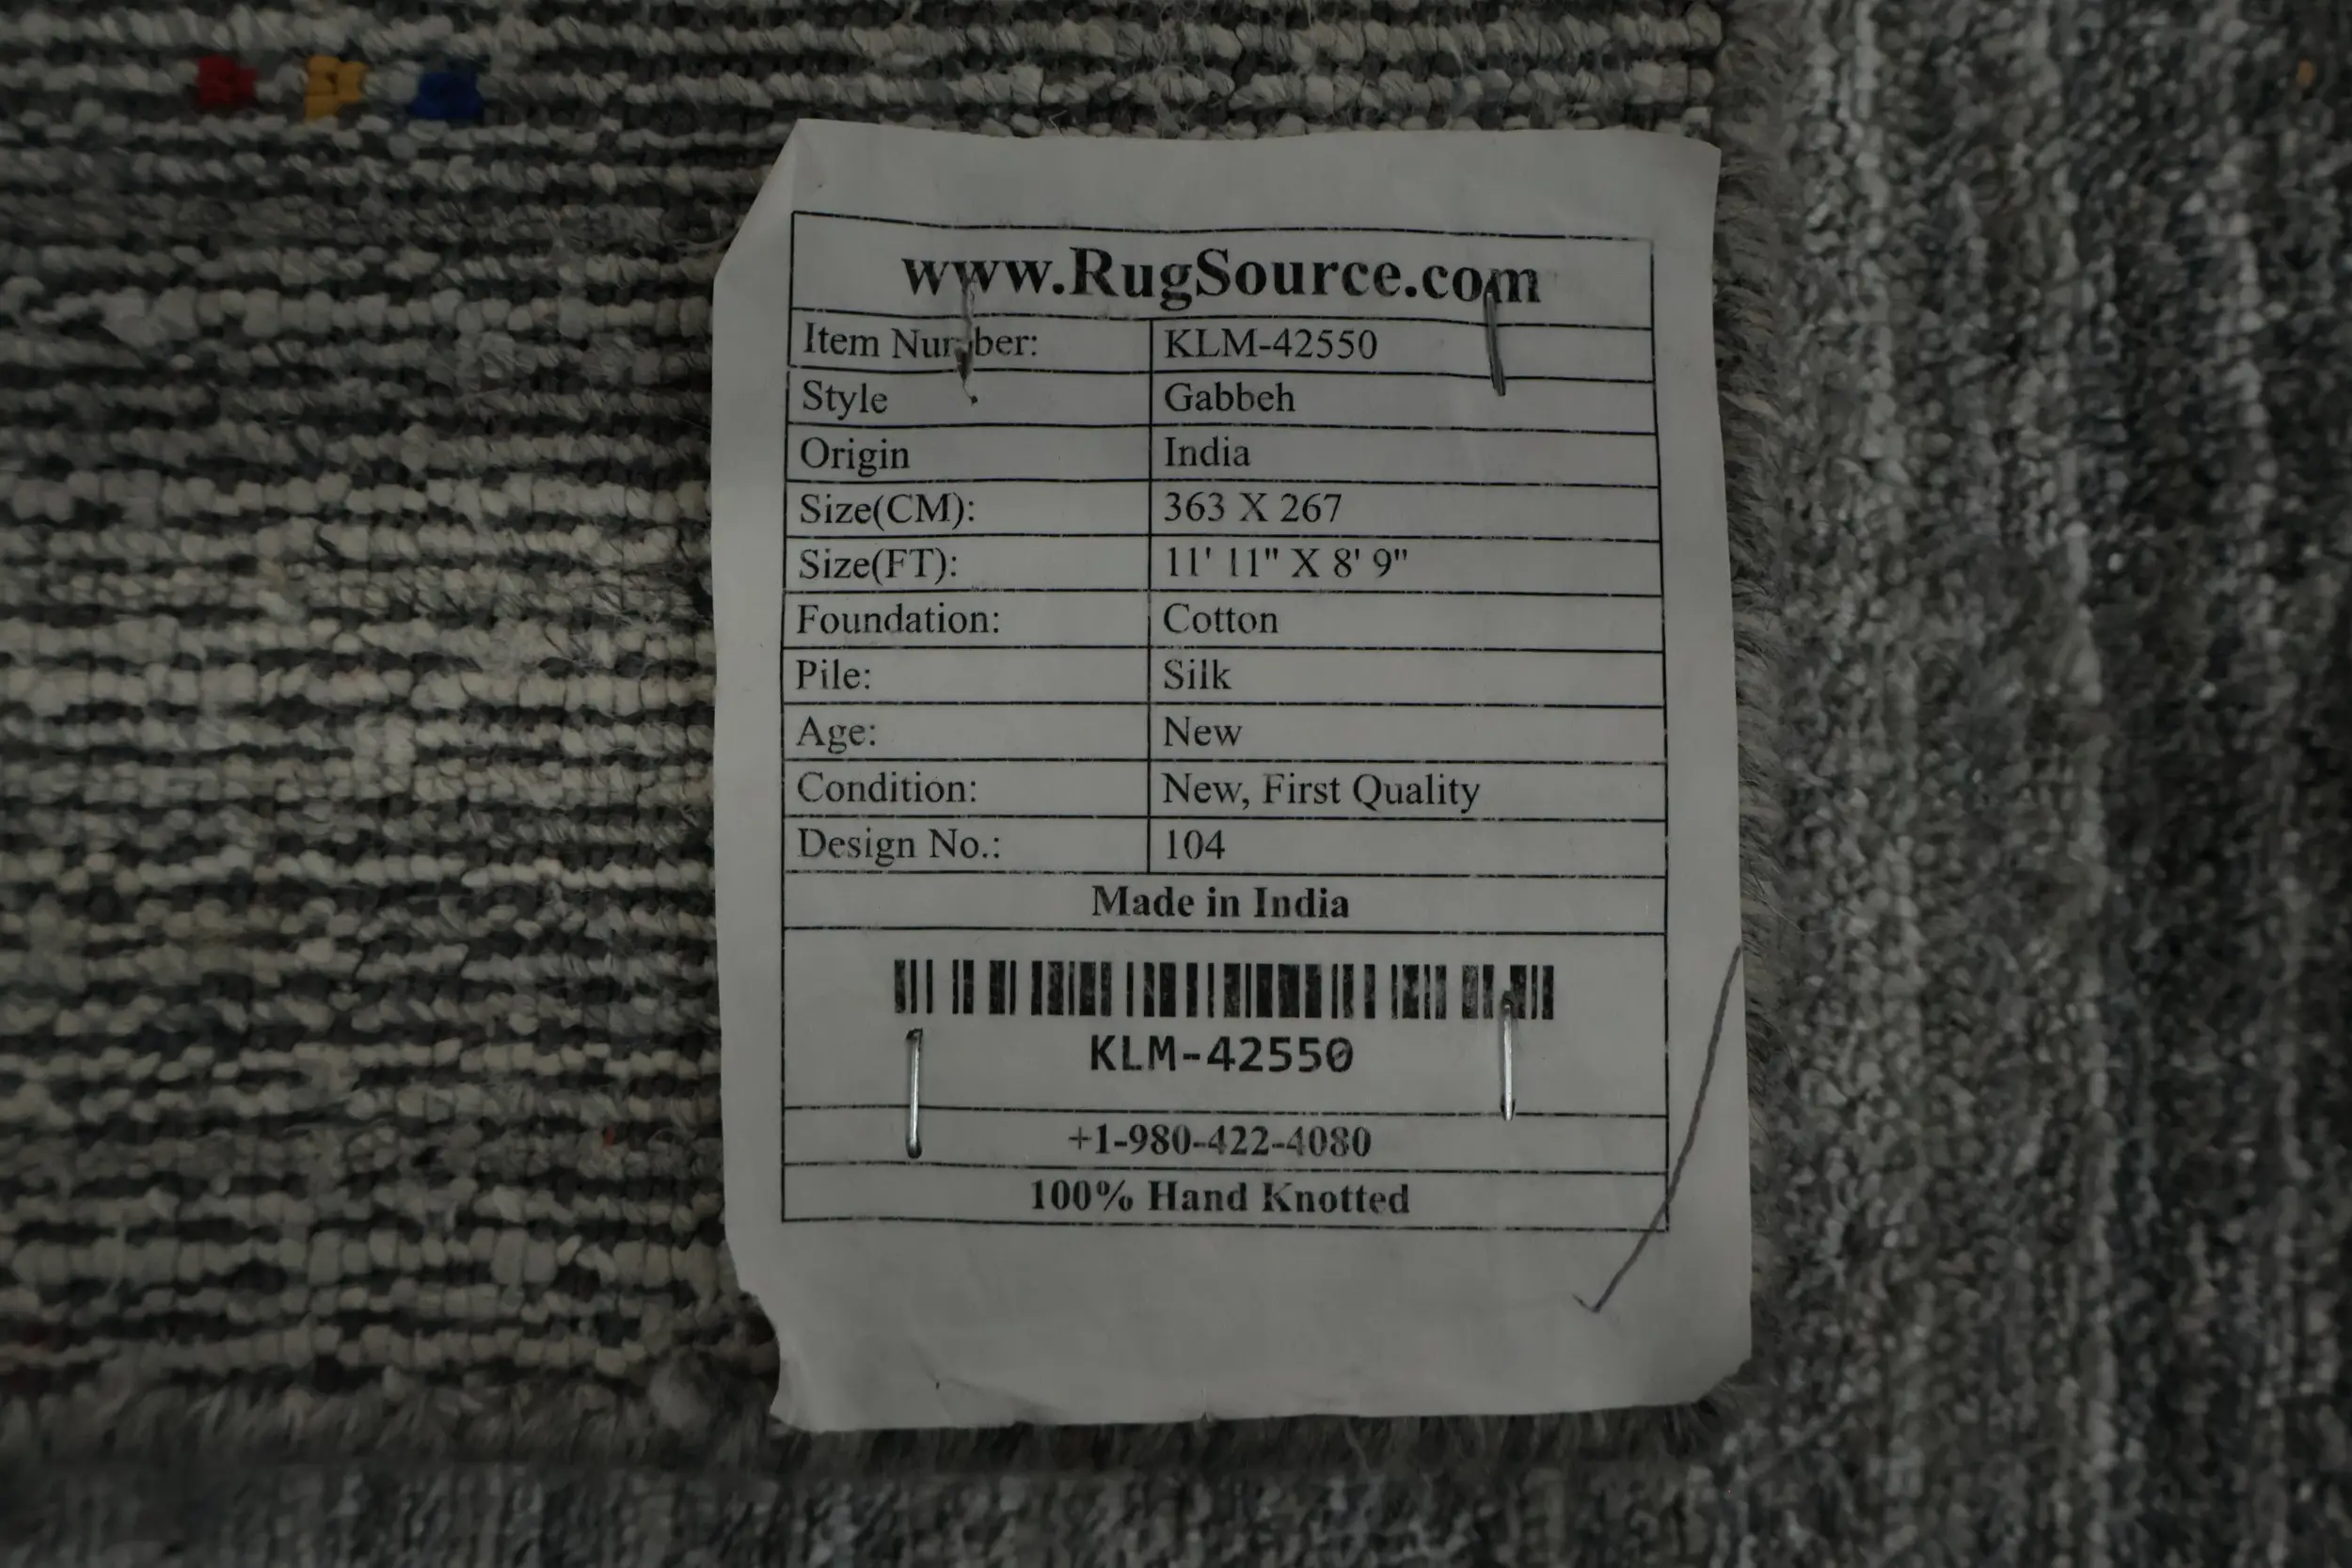 www.RugSource.com
Item Number: KLM-42550
Style Gabbeh
Origin India
Size(CM): 363 X 267
Size(FT): 11' 11" X 8' 9"
Foundation: Cotton
Pile: Silk
Age: New
Condition: New, First Quality
Design No.: 104
Made in India
KLM-42550
+1-980-422-4080
100% Hand Knotted